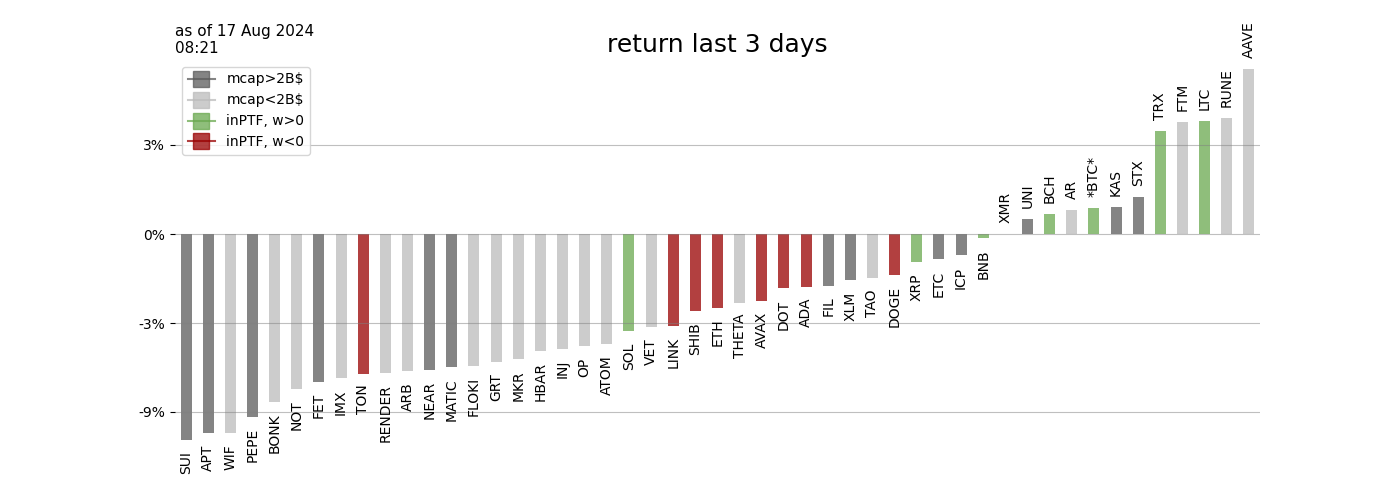 as of 17 Aug 2024
08:21
return last 3 days
mcap>2B$
mcap<2B$
inPTF, w>0
inPTF, w<0
3%
0%
-3%
-9%
SUI
APT
WIF
PEPE
BONK
NOT
FET
IMX
TON
RENDER
ARB
NEAR
MATIC
FLOKI
GRT
MKR
HBAR
INJ
OP
ATOM
SOL
VET
LINK
SHIB
ETH
THETA
AVAX
DOT
ADA
FIL
XLM
TAO
DOGE
XRP
ETC
ICP
BNB
XMR
UNI
BCH
AR
*BTC*
KAS
STX
TRX
FTM
LTC
RUNE
AAVE